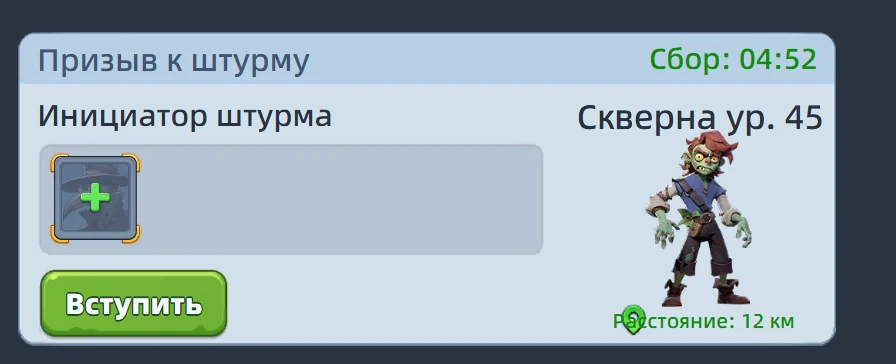 Призыв к штурму
Сбор: 04:52
Инициатор штурма
Скверна ур. 45
Вступить
Расстояние: 12 км